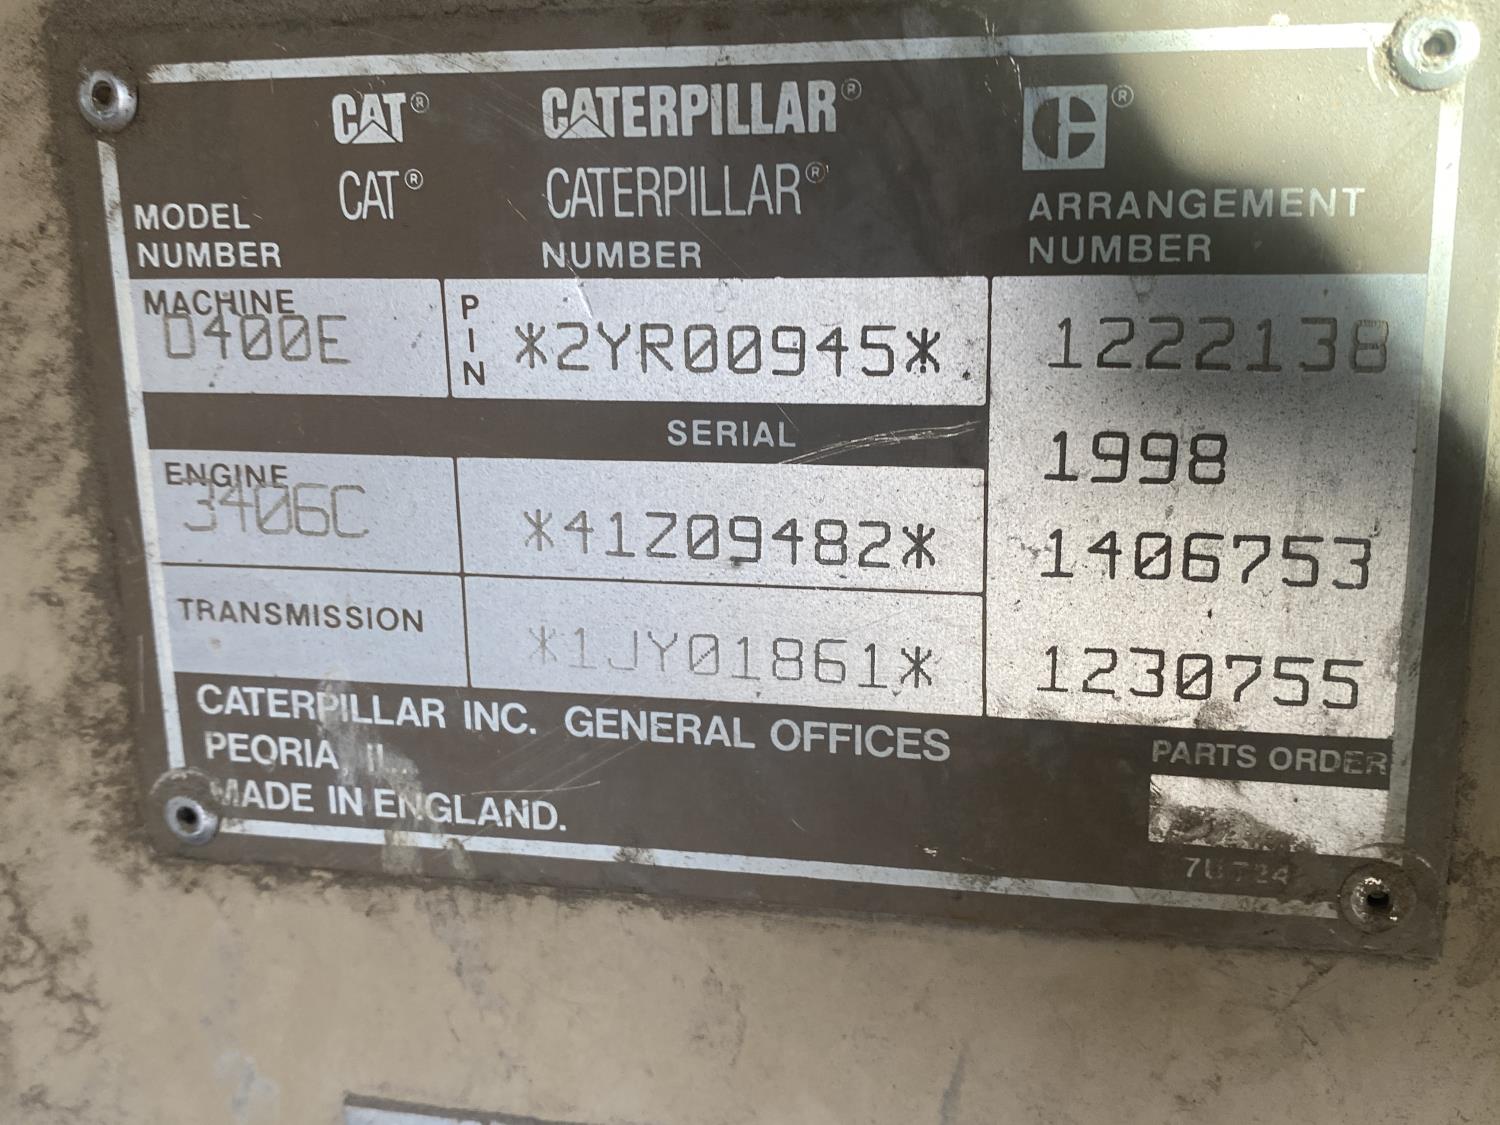 CAT® CATERPILLAR® ®
CAT® CATERPILLAR®
MODEL NUMBER
NUMBER
ARRANGEMENT NUMBER
MACHINE
D400E
PIN
*2YR00945*
1222138
SERIAL
1998
ENGINE
3406C
*41Z09482*
1406753
TRANSMISSION
*1JY01861*
1230755
CATERPILLAR INC. GENERAL OFFICES
PEORIA,
MADE IN ENGLAND.
PARTS ORDER